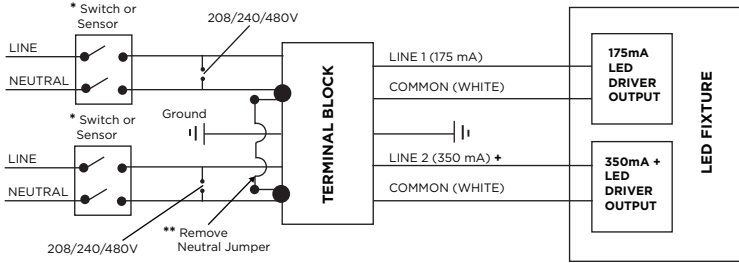 * Switch or
Sensor
208/240/480V
LINE
NEUTRAL
Ground
* Switch or
Sensor
LINE
NEUTRAL
208/240/480V
** Remove
Neutral Jumper
TERMINAL BLOCK
LINE 1 (175 mA)
COMMON (WHITE)
LINE 2 (350 mA) +
COMMON (WHITE)
175mA
LED
DRIVER
OUTPUT
350mA +
LED
DRIVER
OUTPUT
LED FIXTURE